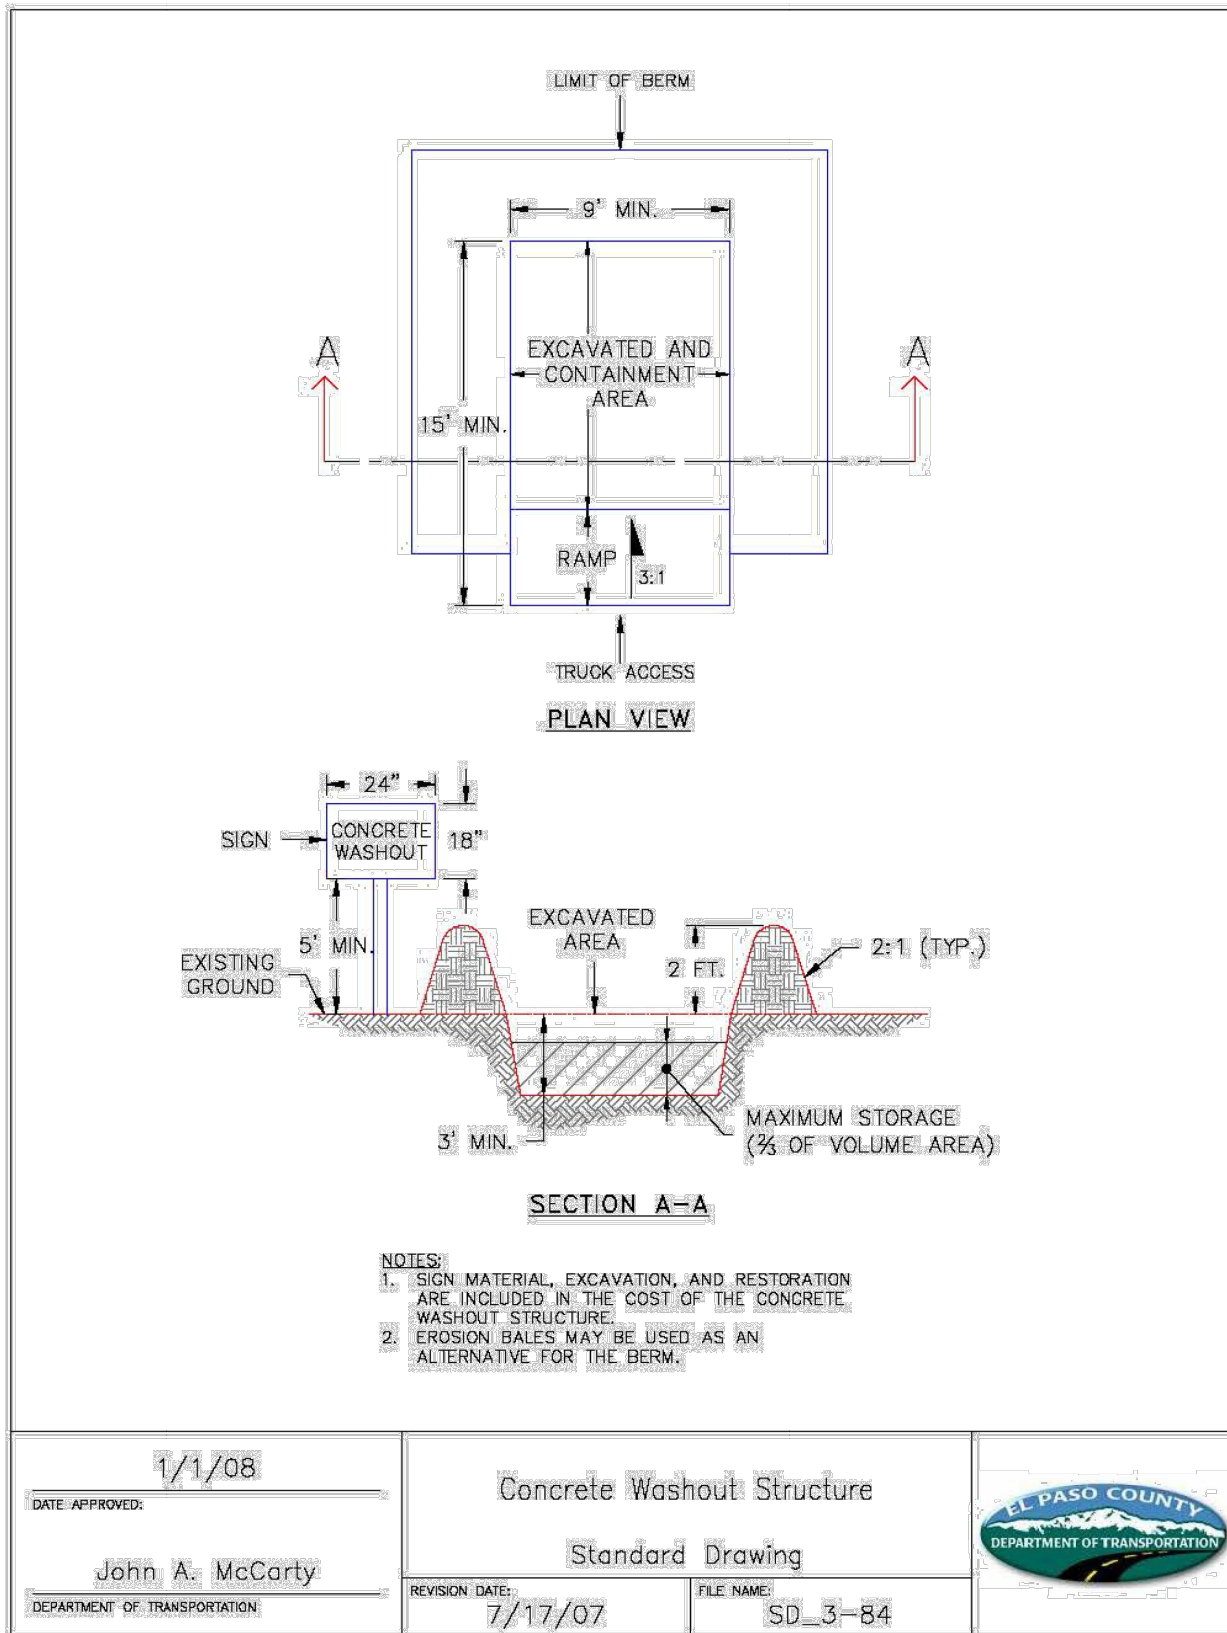 LIMIT OF BERM
9' MIN.
A
A
EXCAVATED AND
CONTAINMENT
AREA
15' MIN.
RAMP
3:1
TRUCK ACCESS
PLAN VIEW
24"
SIGN
CONCRETE
WASHOUT
18"
EXCAVATED
AREA
5' MIN.
2 FT.
2:1 (TYP.)
EXISTING
GROUND
3' MIN.
MAXIMUM STORAGE
(⅔ OF VOLUME AREA)
SECTION A-A
NOTES:
1. SIGN MATERIAL, EXCAVATION, AND RESTORATION
ARE INCLUDED IN THE COST OF THE CONCRETE
WASHOUT STRUCTURE.
2. EROSION BALES MAY BE USED AS AN
ALTERNATIVE FOR THE BERM.
1/1/08
DATE APPROVED:
John A. McCarty
DEPARTMENT OF TRANSPORTATION
Concrete Washout Structure
Standard Drawing
REVISION DATE:
7/17/07
FILE NAME:
SD_3-84
EL PASO COUNTY
DEPARTMENT OF TRANSPORTATION